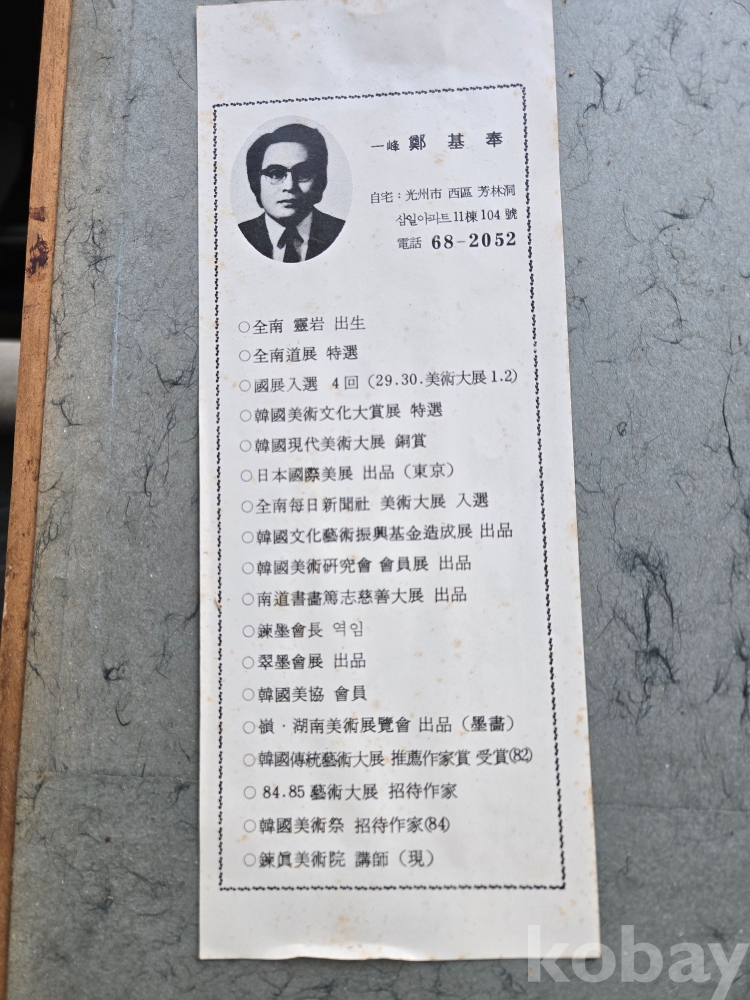 一峰 鄭基奉
自宅：光州市 西區 芳林洞
삼일아파트 11棟 104 號
電話 68-2052
○全南 靈岩 出生
○全南道展 特選
○國展入選 4回 (29.30.美術大展1.2)
○韓國美術文化大賞展 特選
○韓國現代美術大展 銅賞
○日本國際美展 出品 (東京)
○全南每日新聞社 美術大展 入選
○韓國文化藝術振興基金造成展 出品
○韓國美術硏究會 會員展 出品
○南道書畵篤志慈善大展 出品
○鍊墨會長 역임
○翠墨會展 出品
○韓國美協 會員
○嶺·湖南美術展覽會 出品 (墨畵)
○韓國傳統藝術大展 推薦作家賞 受賞(82)
○84.85 藝術大展 招待作家
○韓國美術祭 招待作家(84)
○鍊眞美術院 講師 (現)
kobay